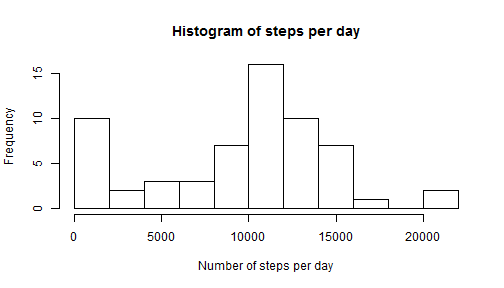 Histogram of steps per day
Frequency
15
10
5
0
0 5000 10000 15000 20000
Number of steps per day